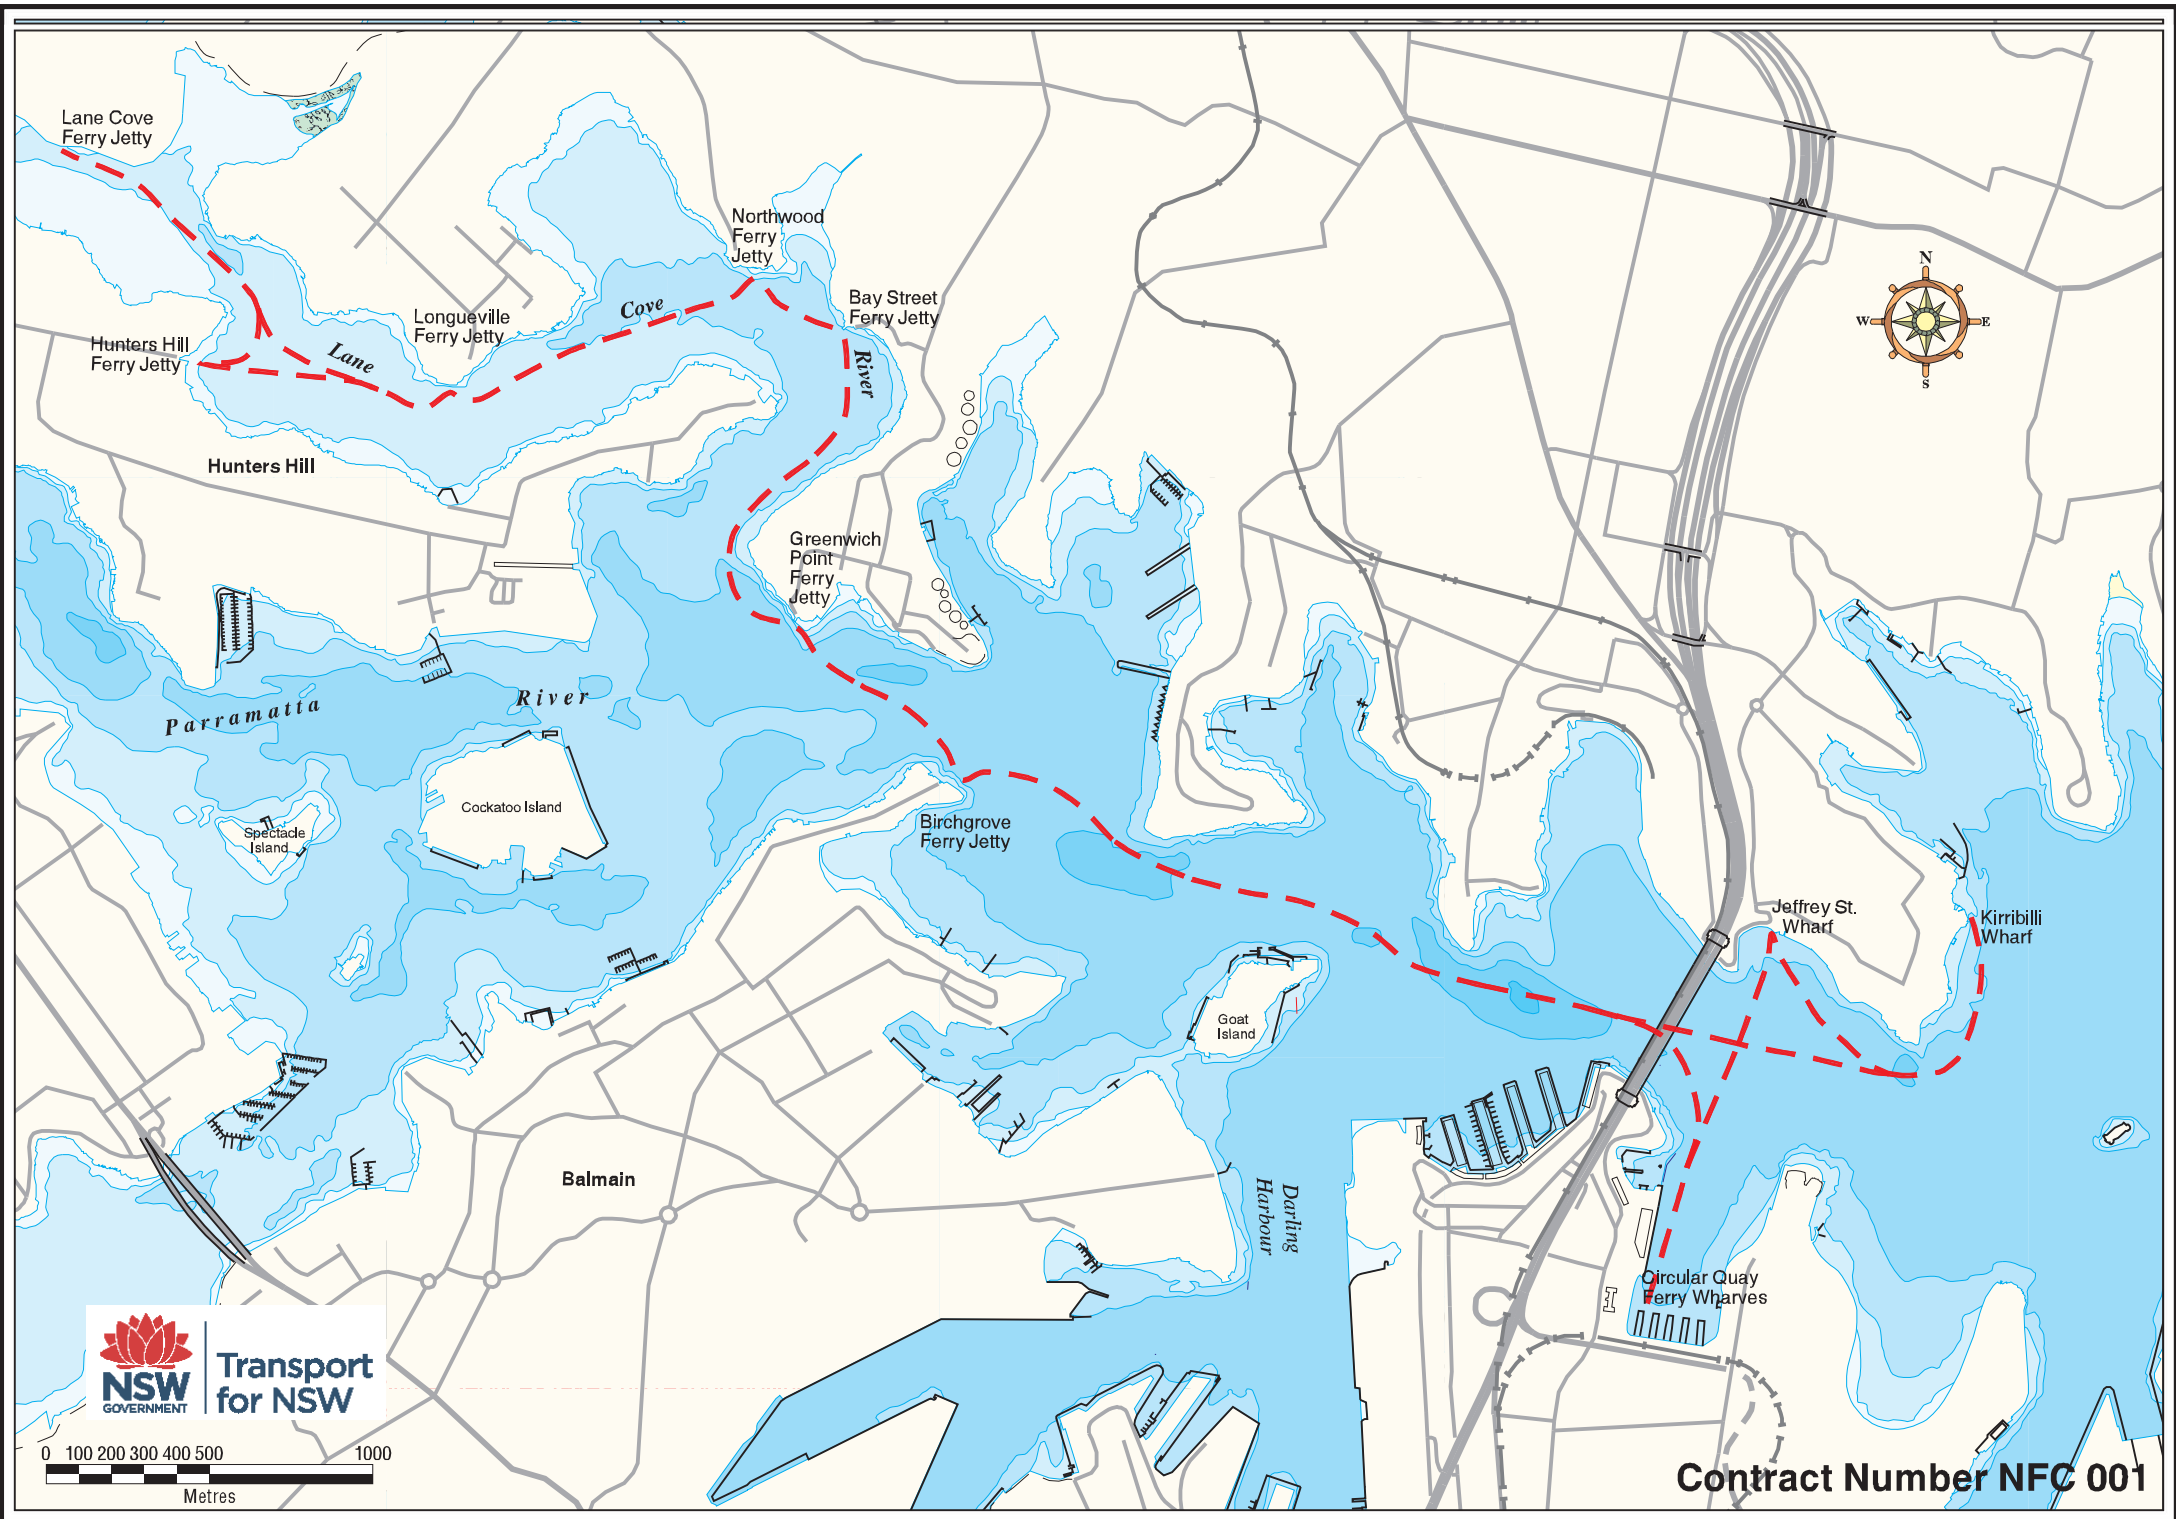 Lane Cove
Ferry Jetty
Northwood
Ferry
Jetty
Bay Street
Ferry Jetty
Longueville
Ferry Jetty
Cove
Hunters Hill
Ferry Jetty
Lane
River
N
W
E
S
Hunters Hill
Greenwich
Point
Ferry
Jetty
Parramatta
River
Cockatoo Island
Spectacle
Island
Birchgrove
Ferry Jetty
Jeffrey St.
Wharf
Kirribilli
Wharf
Goat
Island
Balmain
Darling
Harbour
Circular Quay
Ferry Wharves
NSW
GOVERNMENT
Transport
for NSW
0 100 200 300 400 500 1000
Metres
Contract Number NFC 001